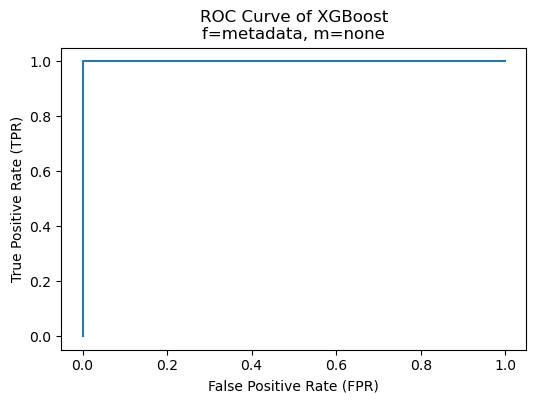 ROC Curve of XGBoost
f=metadata, m=none
True Positive Rate (TPR)
1.0
0.8
0.6
0.4
0.2
0.0
0.0 0.2 0.4 0.6 0.8 1.0
False Positive Rate (FPR)